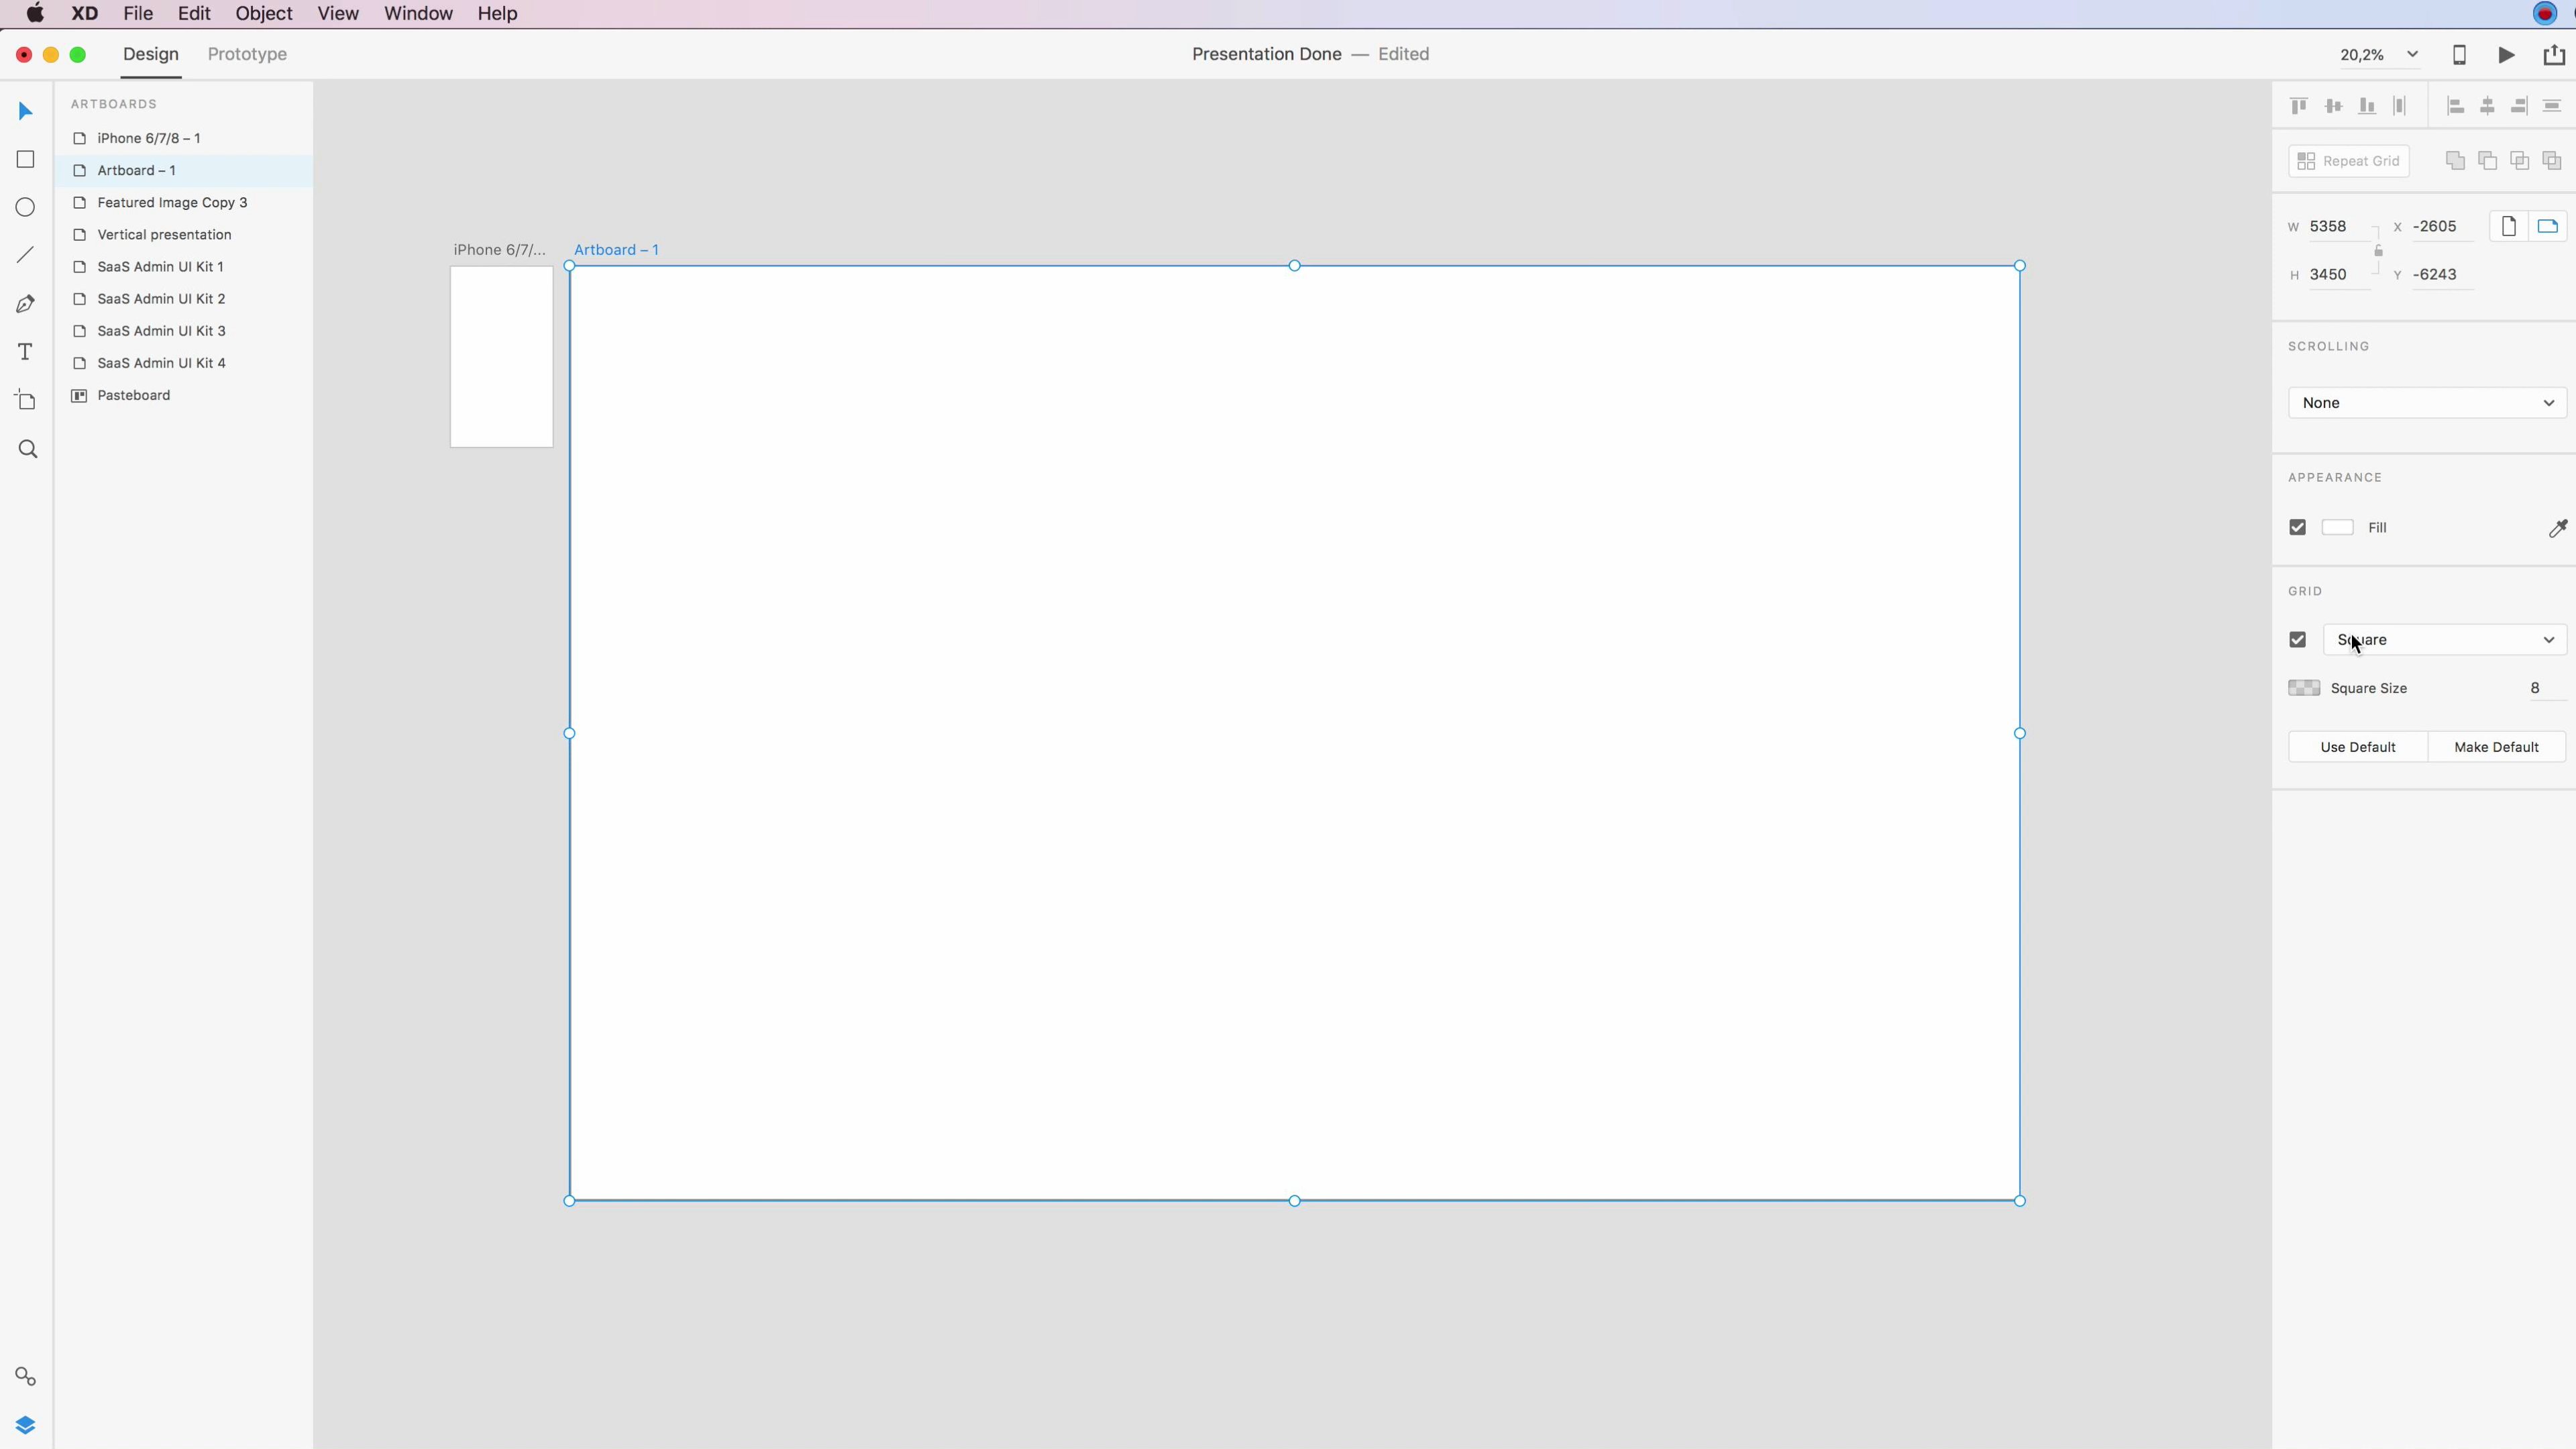 XD File Edit Object View Window Help
Design Prototype
Presentation Done — Edited
20,2%
ARTBOARDS
iPhone 6/7/8 – 1
Artboard – 1
Featured Image Copy 3
Vertical presentation
SaaS Admin UI Kit 1
SaaS Admin UI Kit 2
SaaS Admin UI Kit 3
SaaS Admin UI Kit 4
Pasteboard
iPhone 6/7/...
Artboard – 1
Repeat Grid
W 5358 X -2605
H 3450 Y -6243
SCROLLING
None
APPEARANCE
Fill
GRID
Square
Square Size 8
Use Default Make Default